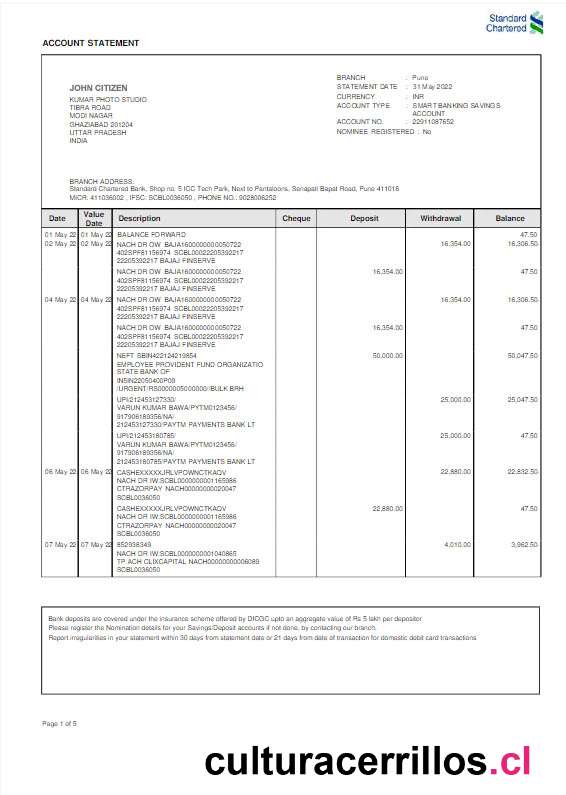 Standard
Chartered
ACCOUNT STATEMENT
JOHN CITIZEN
KUMAR PHOTO STUDIO
TIBRA ROAD
MODI NAGAR
GHAZIABAD 201204
UTTAR PRADESH
INDIA
BRANCH : Pune
STATEMENT DATE : 31 May 2022
CURRENCY : INR
ACCOUNT TYPE : SMARTBANKING SAVINGS
ACCOUNT
ACCOUNT NO. : 22911087652
NOMINEE REGISTERED : No
BRANCH ADDRESS:
Standard Chartered Bank, Shop no. 5 ICC Tech Park, Next to Pantaloons, Senapati Bapat Road, Pune 411016
MICR: 411036002 , IFSC: SCBL0036050 , PHONE NO.: 9028006252
Date Value Date Description Cheque Deposit Withdrawal Balance
01 May 22 01 May 22 BALANCE FORWARD 47.50
02 May 22 02 May 22 NACH DR OW BAJA1600000000050722 16,354.00 16,306.50
402SPF81156974 SCBL00022205392217
22205392217 BAJAJ FINSERVE
NACH DR OW BAJA1600000000050722 16,354.00 47.50
402SPF81156974 SCBL00022205392217
22205392217 BAJAJ FINSERVE
04 May 22 04 May 22 NACH DR OW BAJA1600000000050722 16,354.00 16,306.50
402SPF81156974 SCBL00022205392217
22205392217 BAJAJ FINSERVE
NACH DR OW BAJA1600000000050722 16,354.00 47.50
402SPF81156974 SCBL00022205392217
22205392217 BAJAJ FINSERVE
NEFT SBIN422124219854 50,000.00 50,047.50
EMPLOYEE PROVIDENT FUND ORGANIZATIO
STATE BANK OF
INSIN22050400P08
/URGENT/RS0000005000000//BULK BRH
UPI/212453127330/ 25,000.00 25,047.50
VARUN KUMAR BAWA/PYTM0123456/
917906189356/NA/
212453127330/PAYTM PAYMENTS BANK LT
UPI/212453180785/ 25,000.00 47.50
VARUN KUMAR BAWA/PYTM0123456/
917906189356/NA/
212453180785/PAYTM PAYMENTS BANK LT
06 May 22 06 May 22 CASHEXXXXXJRLVPOWNCTKAQV 22,880.00 22,832.50
NACH DR IW:SCBL0000000001165986
CTRAZORPAY NACH00000000020047
SCBL0036050
CASHEXXXXXJRLVPOWNCTKAQV 22,880.00 47.50
NACH DR IW:SCBL0000000001165986
CTRAZORPAY NACH00000000020047
SCBL0036050
07 May 22 07 May 22 852938349 4,010.00 3,962.50
NACH DR IW:SCBL0000000001040865
TP ACH CLIXCAPITAL NACH00000000006089
SCBL0036050
Bank deposits are covered under the insurance scheme offered by DICGC upto an aggregate value of Rs 5 lakh per depositor
Please register the Nomination details for your Savings/Deposit accounts if not done, by contacting our branch.
Report irregularities in your statement within 30 days from statement date or 21 days from date of transaction for domestic debit card transactions
Page 1 of 5
culturacerrillos.cl